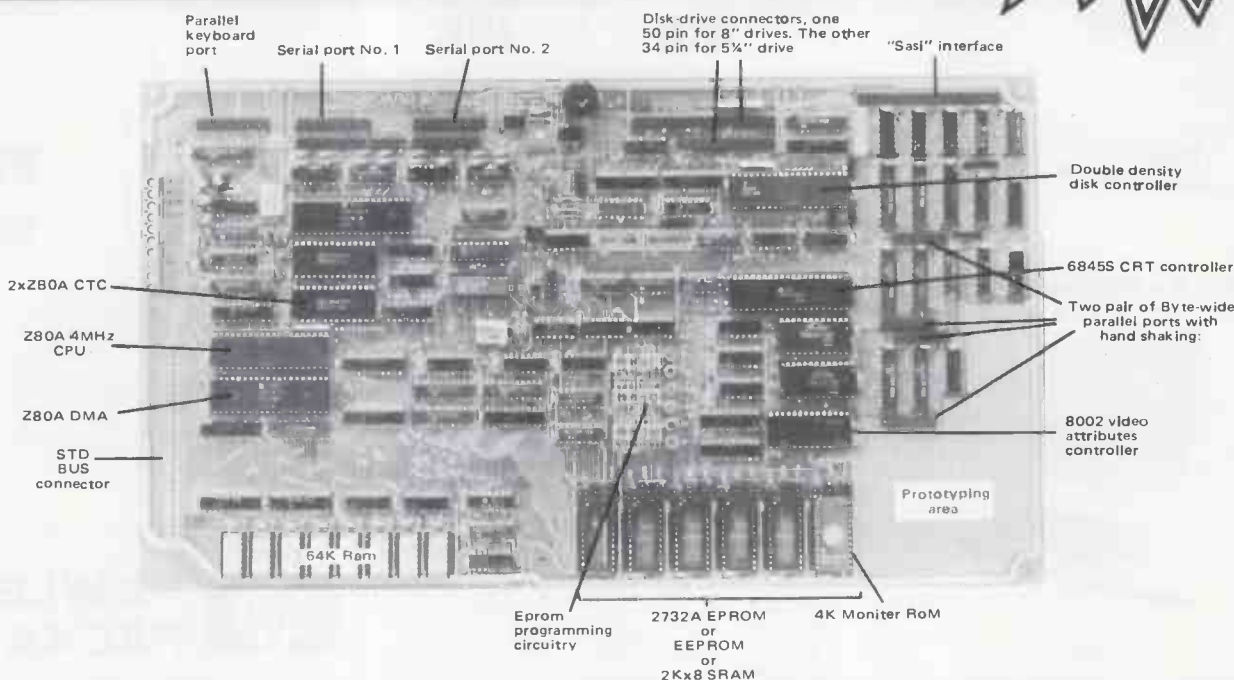 Parallel
keyboard
port
Serial port No. 1
Serial port No. 2
Disk-drive connectors, one
50 pin for 8" drives. The other
34 pin for 5¼" drive
"Sasi" interface
Double density
disk controller
6845S CRT controller
Two pair of Byte-wide
parallel ports with
hand shaking:
8002 video
attributes
controller
Prototyping
area
2xZ80A CTC
Z80A 4MHz
CPU
Z80A DMA
STD
BUS
connector
64K Ram
Eprom
programming
circuitry
2732A EPROM
or
EEPROM
or
2Kx8 SRAM
4K Moniter RoM